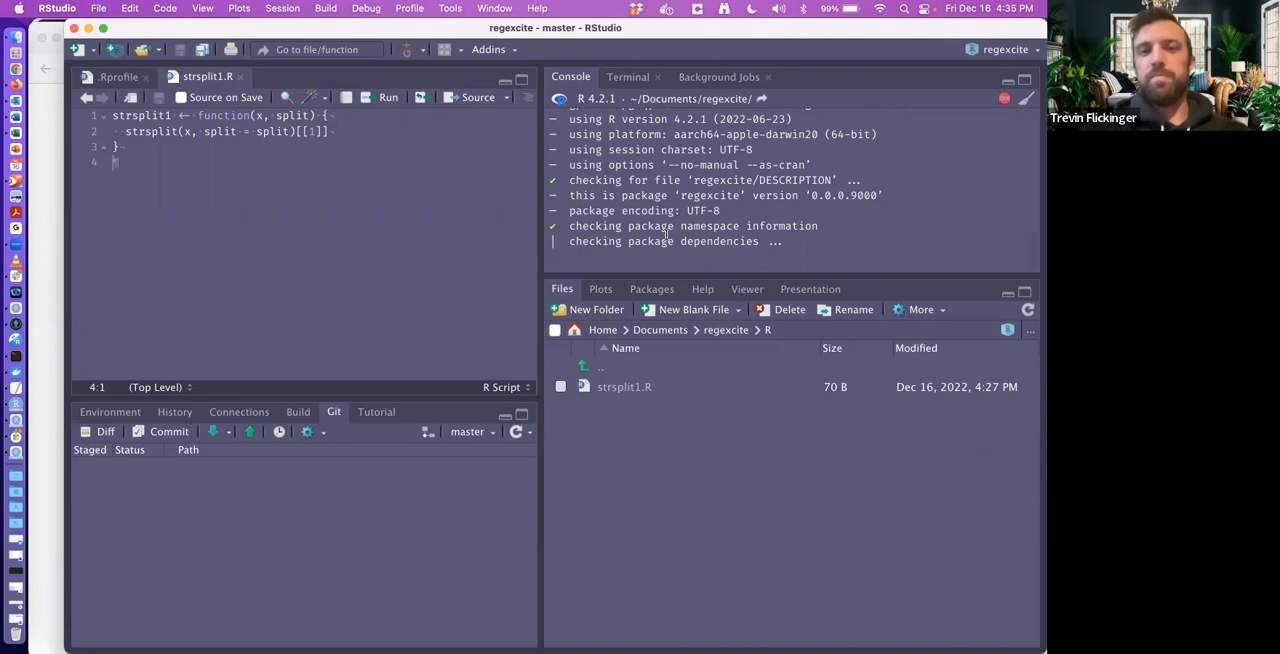 RStudio File Edit Code View Plots Session Build Debug Profile Tools Window Help 99% Fri Dec 16 4:35 PM
regexcite - master - RStudio
Go to file/function Addins regexcite
.Rprofile strsplit1.R
Source on Save Run Source
1 strsplit1 <- function(x, split) {
2 strsplit(x, split = split)[[1]]
3 }
4
4:1 (Top Level) R Script
Environment History Connections Build Git Tutorial
Diff Commit master
Staged Status Path
Console Terminal Background Jobs
R 4.2.1 · ~/Documents/regexcite/
— using R version 4.2.1 (2022-06-23)
— using platform: aarch64-apple-darwin20 (64-bit)
— using session charset: UTF-8
— using options ‘--no-manual --as-cran’
✔ checking for file ‘regexcite/DESCRIPTION’ ...
— this is package ‘regexcite’ version ‘0.0.0.9000’
— package encoding: UTF-8
✔ checking package namespace information
| checking package dependencies ...
Files Plots Packages Help Viewer Presentation
New Folder New Blank File Delete Rename More
Home Documents regexcite R
Name Size Modified
..
strsplit1.R 70 B Dec 16, 2022, 4:27 PM
Trevin Flickinger